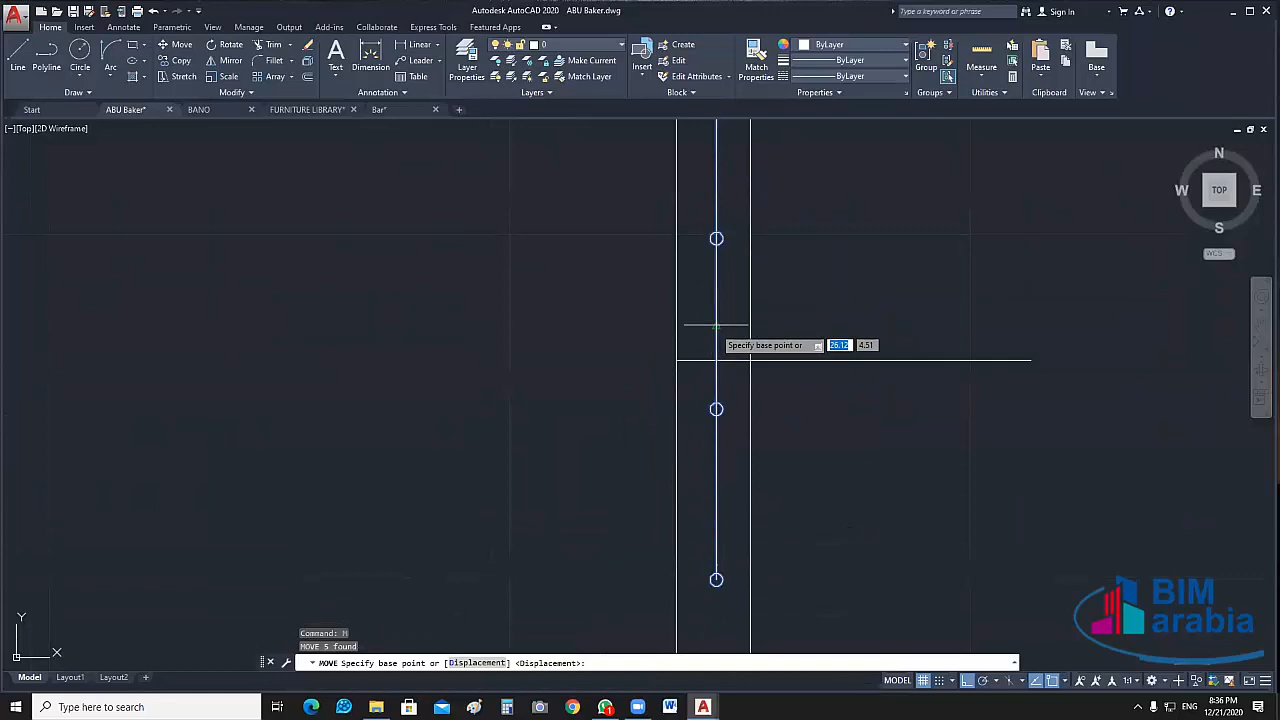 Autodesk AutoCAD 2020 ABU Baker.dwg
Type a keyword or phrase
Sign In
Home Insert Annotate Parametric View Manage Output Add-ins Collaborate Express Tools Featured Apps
Line Polyline Circle Arc
Move Rotate Trim
Copy Mirror Fillet
Stretch Scale Array
Text Dimension
Linear
Leader
Table
Layer Properties
0
Make Current
Match Layer
Insert
Create
Edit
Edit Attributes
Match Properties
ByLayer
ByLayer
ByLayer
Group Measure Paste Base
Draw Modify Annotation Layers Block Properties Groups Utilities Clipboard View
Start ABU Baker* BANO FURNITURE LIBRARY* Bar*
[–][Top][2D Wireframe]
N
W TOP E
S
WCS
Specify base point or 26.12 4.51
BIM
arabia
Y
X
Command: M
MOVE 5 found
MOVE Specify base point or [Displacement] <Displacement>:
Model Layout1 Layout2
MODEL 1:1
Type here to search
8:36 PM
12/21/2020